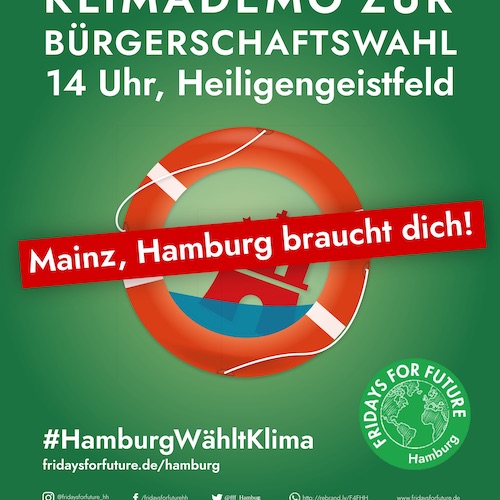 KLIMADEMO ZUR
BÜRGERSCHAFTSWAHL
14 Uhr, Heiligengeistfeld
Mainz, Hamburg braucht dich!
FRIDAYS FOR FUTURE
Hamburg
#HamburgWähltKlima
fridaysforfuture.de/hamburg
@fridaysforfuture_hh
/fridaysforfuturehh
@fff_Hamburg
http://rebrand.ly/F4FHH
www.fridaysforfuture.de